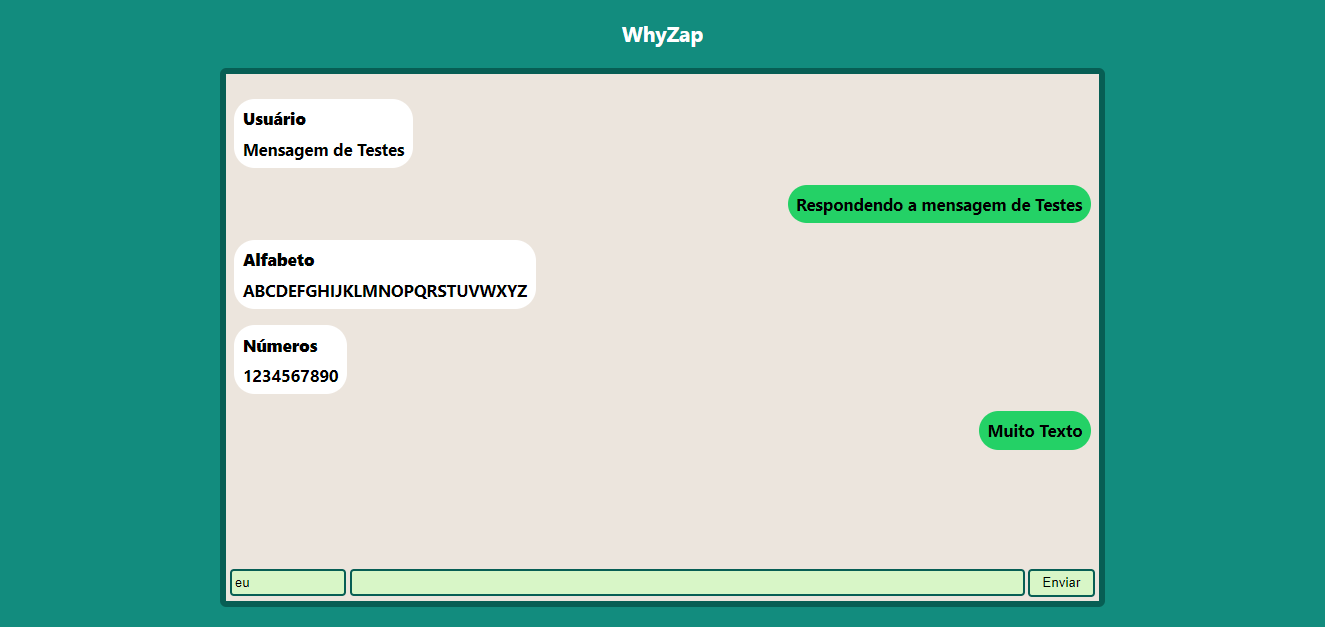 WhyZap
Usuário
Mensagem de Testes
Respondendo a mensagem de Testes
Alfabeto
ABCDEFGHIJKLMNOPQRSTUVWXYZ
Números
1234567890
Muito Texto
eu
Enviar